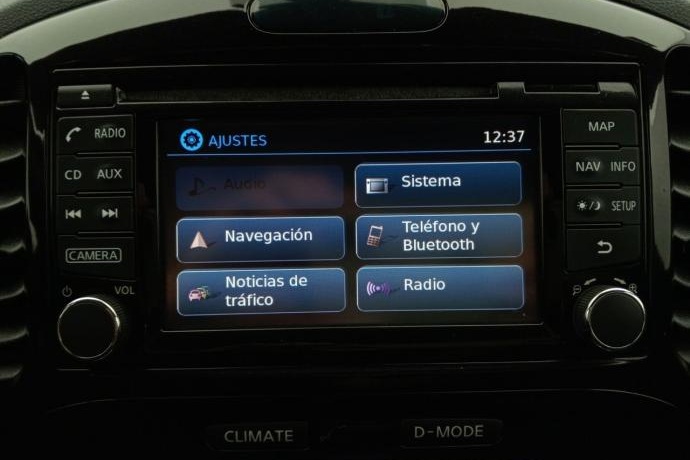 RADIO
CD AUX
CAMERA
VOL
AJUSTES 12:37
Audio
Sistema
Navegación
Teléfono y
Bluetooth
Noticias de
tráfico
Radio
MAP
NAV INFO
SETUP
CLIMATE
D-MODE